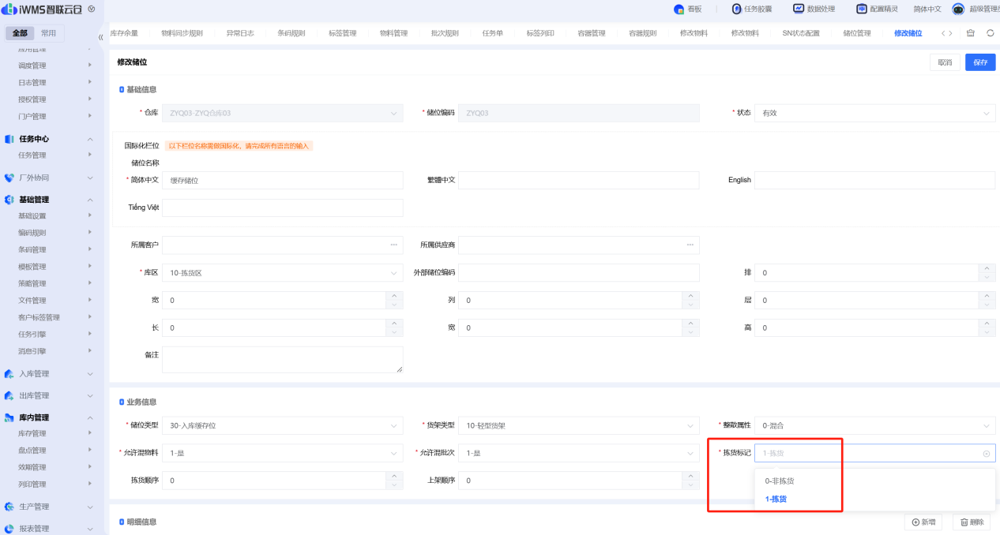 iWMS智联云仓
看板
任务胶囊
数据处理
配置精灵
简体中文
超级管理员
全部
常用
库存余量
物料同步规则
异常日志
条码规则
标签管理
物料管理
批次规则
任务单
标签列印
容器管理
容器规则
修改物料
修改物料
SN状态配置
储位管理
修改储位
应用管理
调度管理
日志管理
授权管理
门户管理
任务中心
任务管理
厂外协同
基础管理
基础设置
编码规则
条码管理
模板管理
策略管理
文件管理
客户标签管理
任务引擎
消息引擎
入库管理
出库管理
库内管理
库存管理
盘点管理
效期管理
列印管理
生产管理
报表管理
修改储位
取消
保存
基础信息
* 仓库 ZYQ03-ZYQ仓库03
* 储位编码 ZYQ03
* 状态 有效
国际化栏位 以下栏位名称需做国际化，请完成所有语言的输入
储位名称
* 简体中文 缓存储位
繁體中文
English
Tiếng Việt
所属客户
所属供应商
* 库区 10-拣货区
外部储位编码
排 0
宽 0
列 0
层 0
长 0
宽 0
高 0
备注
业务信息
* 储位类型 30-入库缓存位
* 货架类型 10-轻型货架
* 整散属性 0-混合
* 允许混物料 1-是
* 允许混批次 1-是
* 拣货标记 1-拣货
0-非拣货
1-拣货
拣货顺序 0
上架顺序 0
明细信息
新增
删除